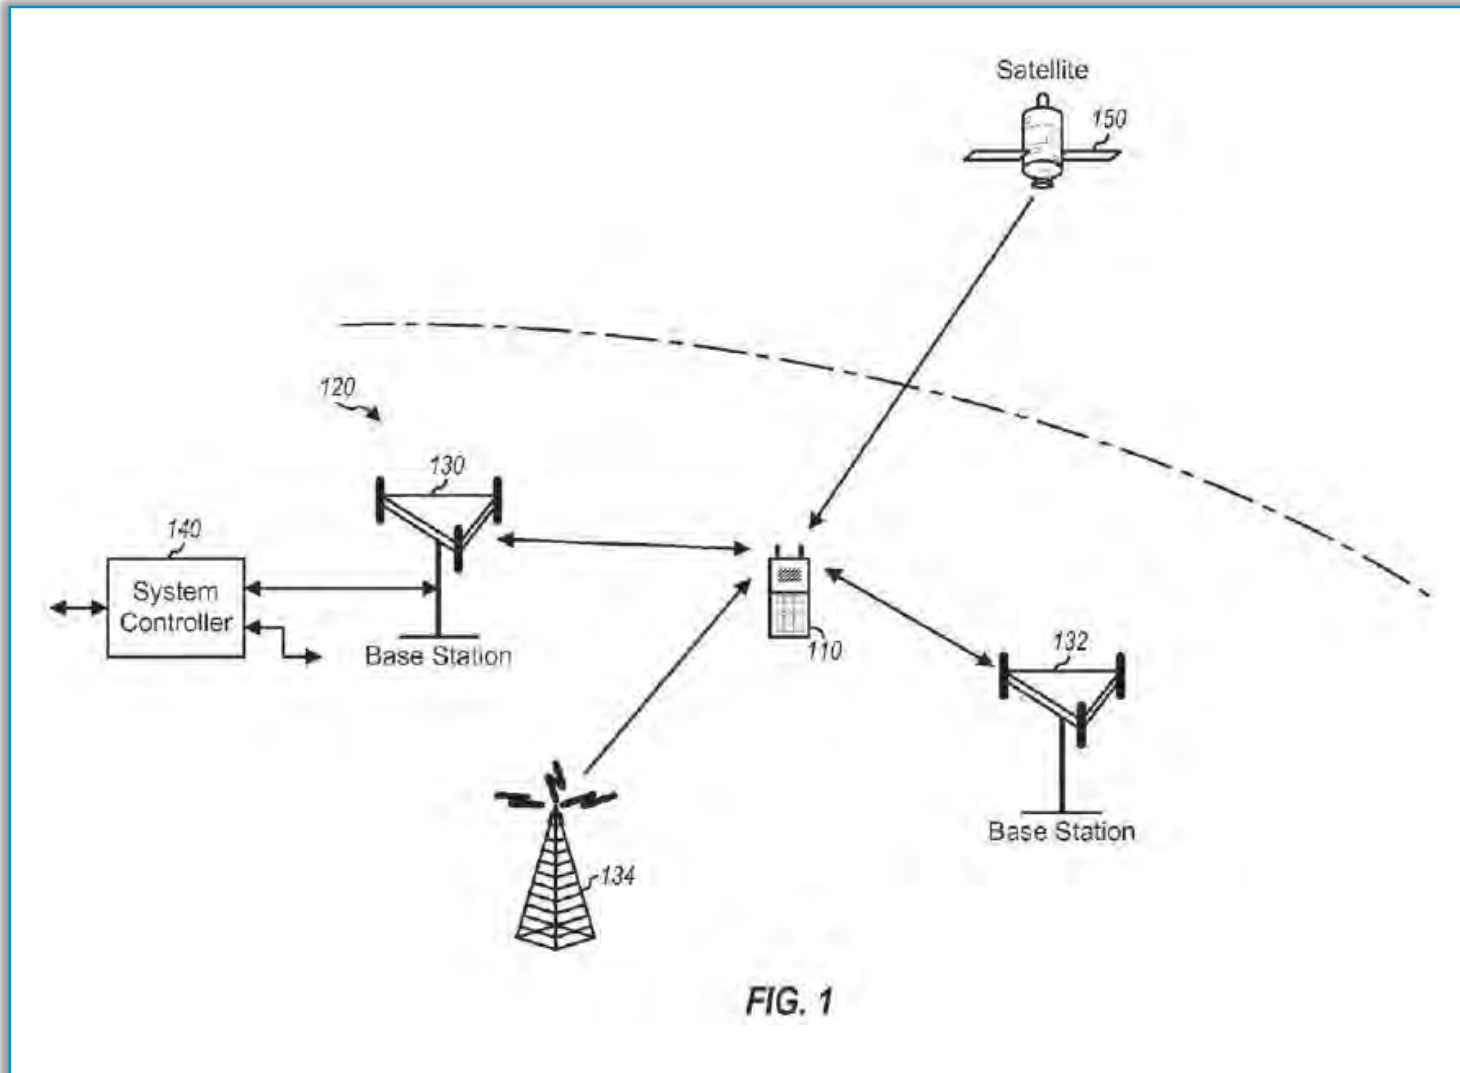 Satellite
150
120
130
140
System
Controller
Base Station
110
132
134
Base Station
FIG. 1